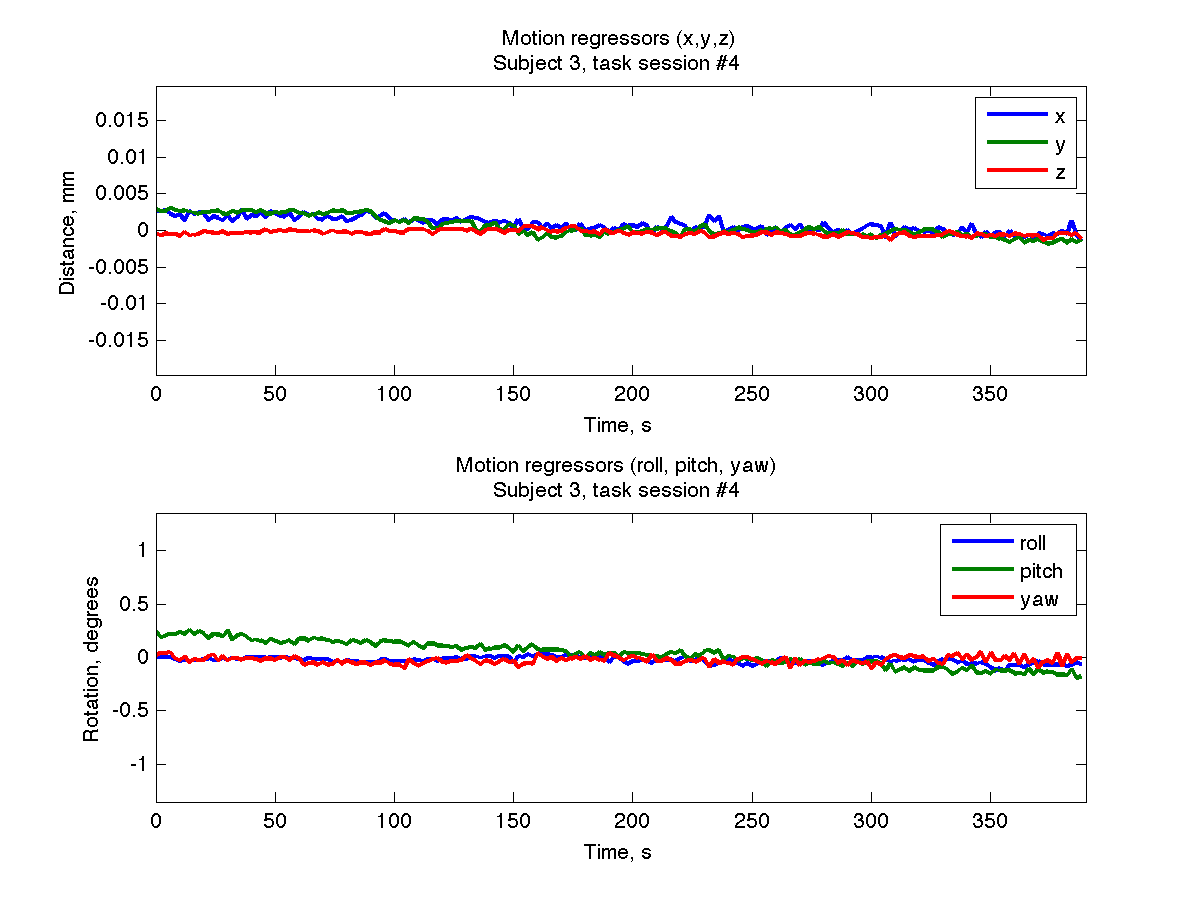 Motion regressors (x,y,z)
Subject 3, task session #4
0.015
0.01
0.005
0
-0.005
-0.01
-0.015
Distance, mm
x
y
z
0 50 100 150 200 250 300 350
Time, s
Motion regressors (roll, pitch, yaw)
Subject 3, task session #4
1
0.5
0
-0.5
-1
Rotation, degrees
roll
pitch
yaw
0 50 100 150 200 250 300 350
Time, s